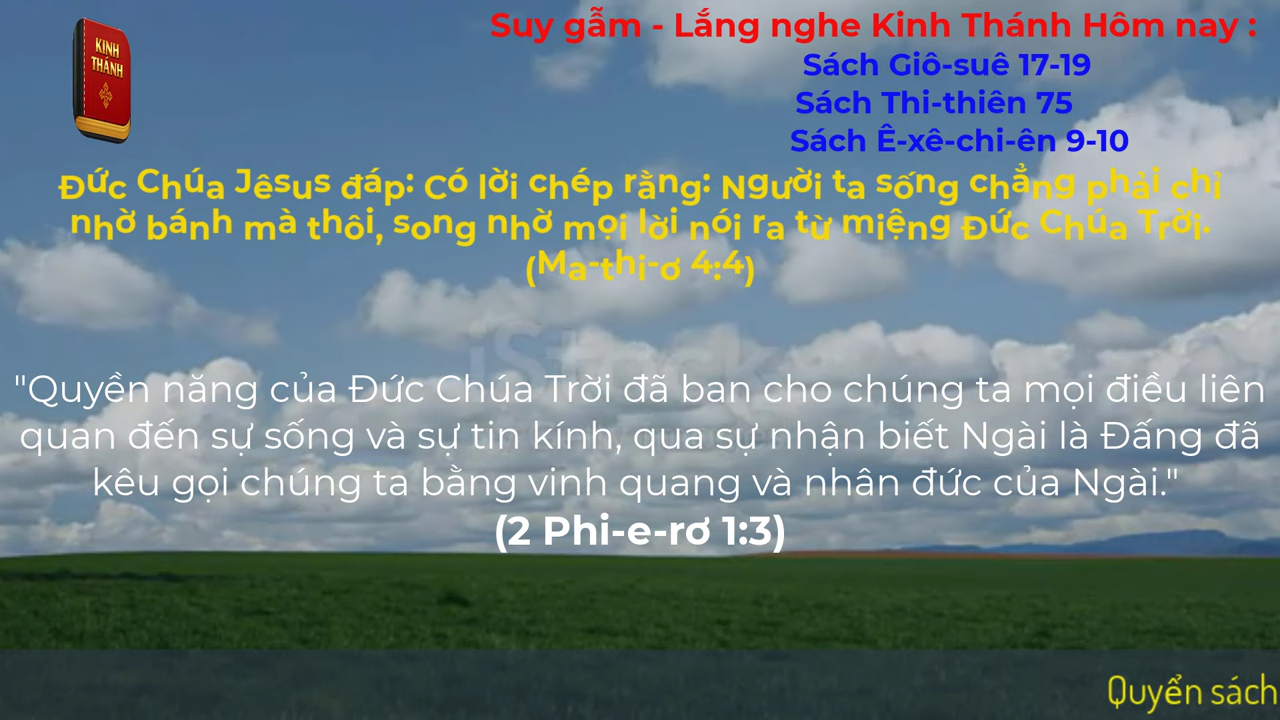 KINH
THÁNH
Suy gẫm - Lắng nghe Kinh Thánh Hôm nay :
Sách Giô-suê 17-19
Sách Thi-thiên 75
Sách Ê-xê-chi-ên 9-10
Đức Chúa Jêsus đáp: Có lời chép rằng: Người ta sống chẳng phải chỉ
nhờ bánh mà thôi, song nhờ mọi lời nói ra từ miệng Đức Chúa Trời.
(Ma-thi-ơ 4:4)
"Quyền năng của Đức Chúa Trời đã ban cho chúng ta mọi điều liên
quan đến sự sống và sự tin kính, qua sự nhận biết Ngài là Đấng đã
kêu gọi chúng ta bằng vinh quang và nhân đức của Ngài."
(2 Phi-e-rơ 1:3)
Quyển sách